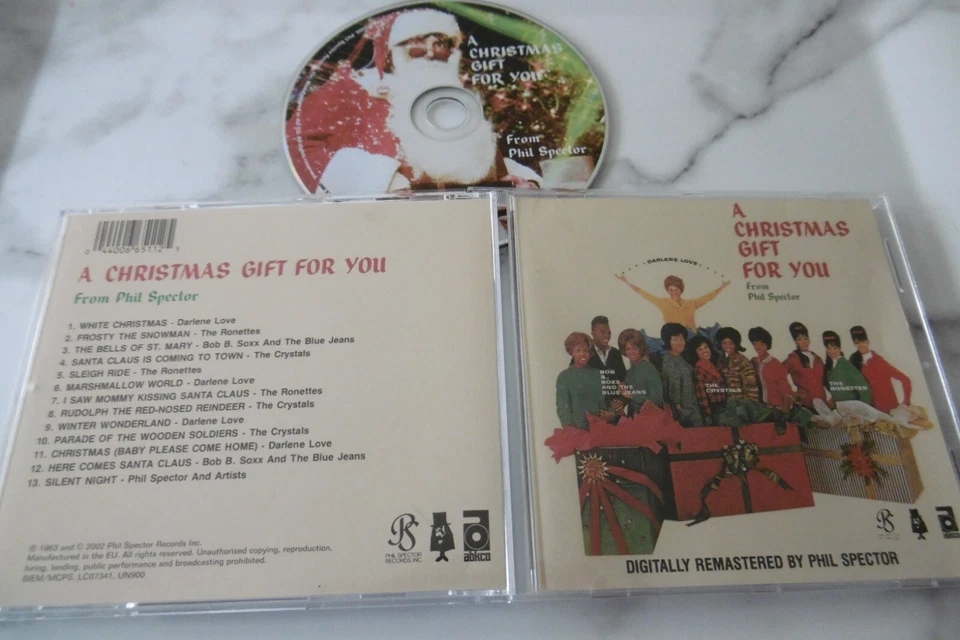 A
CHRISTMAS
GIFT
FOR YOU
From
Phil Spector
A CHRISTMAS GIFT FOR YOU
From Phil Spector
1. WHITE CHRISTMAS - Darlene Love
2. FROSTY THE SNOWMAN - The Ronettes
3. THE BELLS OF ST. MARY - Bob B. Soxx And The Blue Jeans
4. SANTA CLAUS IS COMING TO TOWN - The Crystals
5. SLEIGH RIDE - The Ronettes
6. MARSHMALLOW WORLD - Darlene Love
7. I SAW MOMMY KISSING SANTA CLAUS - The Ronettes
8. RUDOLPH THE RED-NOSED REINDEER - The Crystals
9. WINTER WONDERLAND - Darlene Love
10. PARADE OF THE WOODEN SOLDIERS - The Crystals
11. CHRISTMAS (BABY PLEASE COME HOME) - Darlene Love
12. HERE COMES SANTA CLAUS - Bob B. Soxx And The Blue Jeans
13. SILENT NIGHT - Phil Spector And Artists
℗ 1963 and © 2002 Phil Spector Records Inc.
Manufactured in the EU. All rights reserved. Unauthorised copying, reproduction,
turing, lending, public performance and broadcasting prohibited.
BIEM/MCPS. LC07341, UN900
PS
PHIL SPECTOR
RECORDS, INC.
abkco
A
CHRISTMAS
GIFT
FOR YOU
From
Phil Spector
DARLENE LOVE
BOB
B.
SOXX
AND THE
BLUE JEANS
THE
CRYSTALS
THE
RONETTES
PS
abkco
DIGITALLY REMASTERED BY PHIL SPECTOR